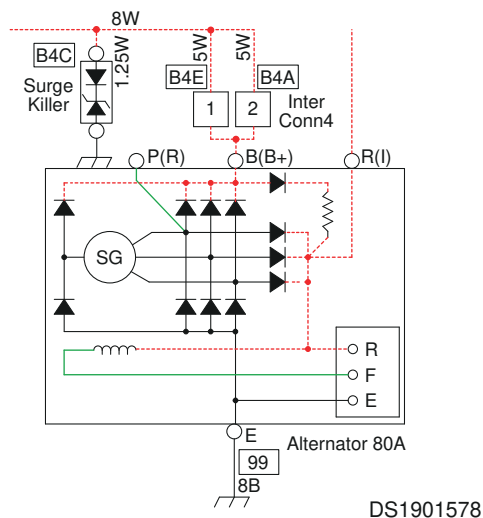 8W
B4C
1.25W
Surge
Killer
5W
5W
B4E
B4A
1
2
Inter
Conn4
P(R)
B(B+)
R(I)
SG
R
F
E
E
Alternator 80A
99
8B
DS1901578